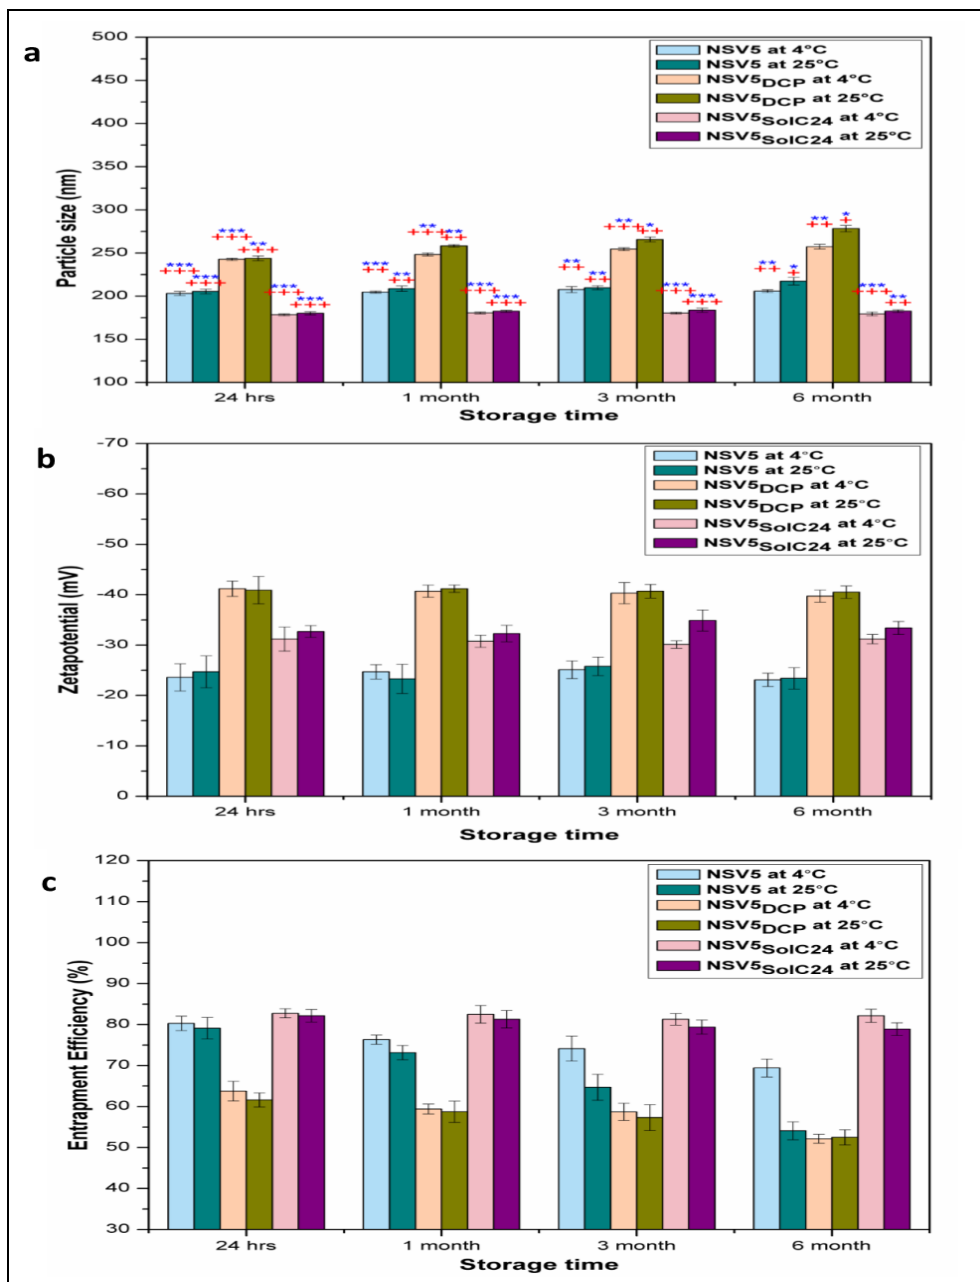 a
500
450
400
350
300
250
200
150
100
Particle size (nm)
NSV5 at 4°C
NSV5 at 25°C
NSV5DCP at 4°C
NSV5DCP at 25°C
NSV5SolC24 at 4°C
NSV5SolC24 at 25°C
*** +++
*** +++
*** +++
** +++
*** +++
*** +++
*** ++
** ++
** +++
** ++
*** +++
*** +++
** ++
** ++
** +++
* ++
*** +++
*** +++
** ++
* +
** ++
* +
*** +++
** ++
24 hrs
1 month
3 month
6 month
Storage time
b
-70
-60
-50
-40
-30
-20
-10
0
Zetapotential (mV)
NSV5 at 4°C
NSV5 at 25°C
NSV5DCP at 4°C
NSV5DCP at 25°C
NSV5SolC24 at 4°C
NSV5SolC24 at 25°C
24 hrs
1 month
3 month
6 month
Storage time
c
120
110
100
90
80
70
60
50
40
30
Entrapment Efficiency (%)
NSV5 at 4°C
NSV5 at 25°C
NSV5DCP at 4°C
NSV5DCP at 25°C
NSV5SolC24 at 4°C
NSV5SolC24 at 25°C
24 hrs
1 month
3 month
6 month
Storage time